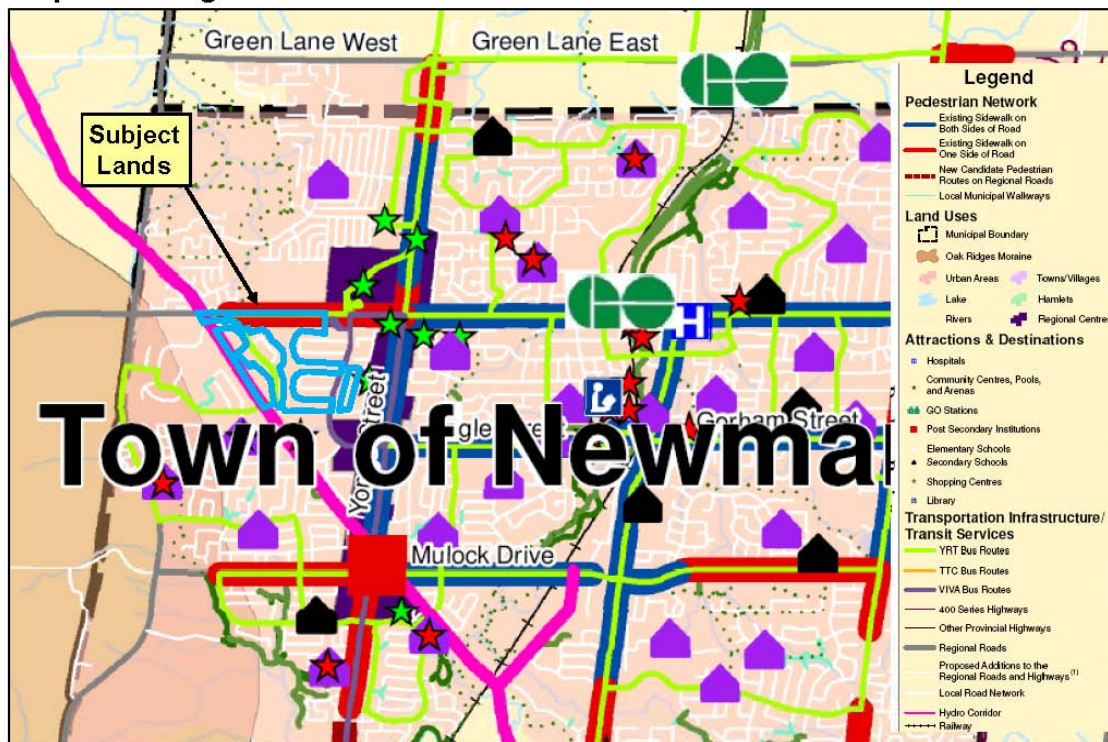 Green Lane West
Green Lane East
GO
Subject
Lands
GO
H
Street
Gorham Street
Town of Newma
Mulock Drive
Legend
Pedestrian Network
Existing Sidewalk on
Both Sides of Road
Existing Sidewalk on
One Side of Road
New Candidate Pedestrian
Routes on Regional Roads
Local Municipal Walkways
Land Uses
Municipal Boundary
Oak Ridges Moraine
Urban Areas
Towns/Villages
Lake
Hamlets
Rivers
Regional Centres
Attractions & Destinations
Hospitals
Community Centres, Pools,
and Arenas
GO Stations
Post Secondary Institutions
Elementary Schools
Secondary Schools
Shopping Centres
Library
Transportation Infrastructure/
Transit Services
YRT Bus Routes
TTC Bus Routes
VIVA Bus Routes
400 Series Highways
Other Provincial Highways
Regional Roads
Proposed Additions to the
Regional Roads and Highways (1)
Local Road Network
Hydro Corridor
Railway